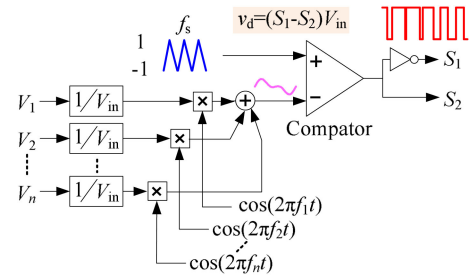 fs
vd=(S1-S2)Vin
1
-1
+
−
S1
S2
Compator
V1
1/Vin
×
+
V2
1/Vin
×
Vn
1/Vin
×
cos(2πf1t)
cos(2πf2t)
cos(2πfnt)